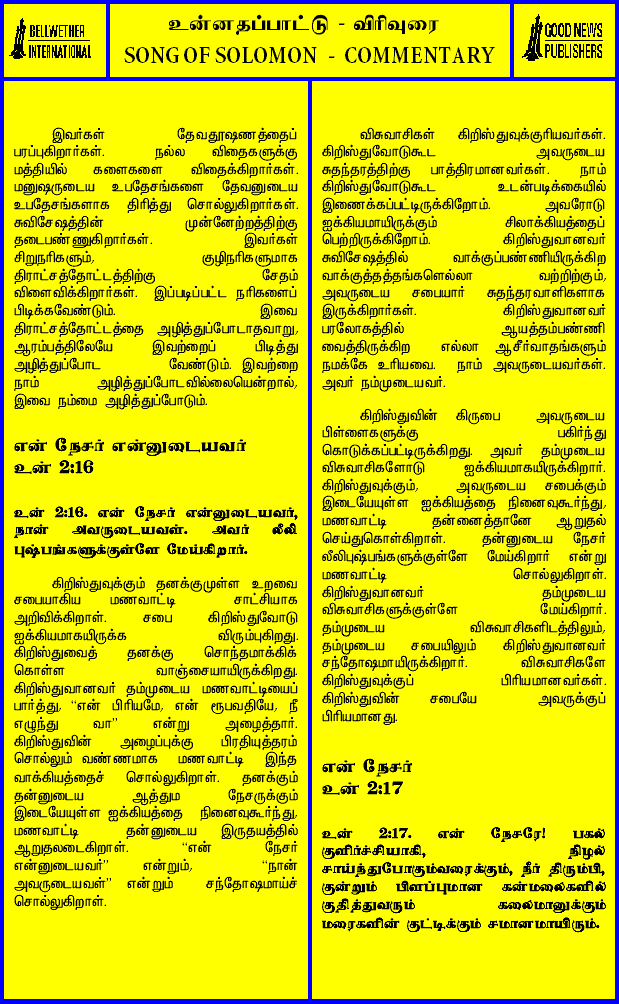 BELLWETHER
INTERNATIONAL
உன்னதப்பாட்டு - விரிவுரை
SONG OF SOLOMON - COMMENTARY
GOOD NEWS
PUBLISHERS
இவர்கள் தேவதூஷணத்தைப்
பரப்புகிறார்கள். நல்ல விதைகளுக்கு
மத்தியில் களைகளை விதைக்கிறார்கள்.
மனுஷருடைய உபதேசங்களை தேவனுடைய
உபதேசங்களாக திரித்து சொல்லுகிறார்கள்.
சுவிசேஷத்தின் முன்னேற்றத்திற்கு
தடைபண்ணுகிறார்கள். இவர்கள்
சிறுநரிகளும், குழிநரிகளுமாக
திராட்சத்தோட்டத்திற்கு சேதம்
விளைவிக்கிறார்கள். இப்படிப்பட்ட நரிகளைப்
பிடிக்கவேண்டும். இவை
திராட்சத்தோட்டத்தை அழித்துப்போடாதவாறு,
ஆரம்பத்திலேயே இவற்றைப் பிடித்து
அழித்துப்போட வேண்டும். இவற்றை
நாம் அழித்துப்போடவில்லையென்றால்,
இவை நம்மை அழித்துப்போடும்.
என் நேசர் என்னுடையவர்
உன் 2:16
உன் 2:16. என் நேசர் என்னுடையவர்,
நான் அவருடையவள். அவர் லீலி
புஷ்பங்களுக்குள்ளே மேய்கிறார்.
கிறிஸ்துவுக்கும் தனக்குமுள்ள உறவை
சபையாகிய மணவாட்டி சாட்சியாக
அறிவிக்கிறாள். சபை கிறிஸ்துவோடு
ஐக்கியமாகயிருக்க விரும்புகிறது.
கிறிஸ்துவைத் தனக்கு சொந்தமாக்கிக்
கொள்ள வாஞ்சையாயிருக்கிறது.
கிறிஸ்துவானவர் தம்முடைய மணவாட்டியைப்
பார்த்து, “என் பிரியமே, என் ரூபவதியே, நீ
எழுந்து வா” என்று அழைத்தார்.
கிறிஸ்துவின் அழைப்புக்கு பிரதியுத்தரம்
சொல்லும் வண்ணமாக மணவாட்டி இந்த
வாக்கியத்தைச் சொல்லுகிறாள். தனக்கும்
தன்னுடைய ஆத்தும நேசருக்கும்
இடையேயுள்ள ஐக்கியத்தை நினைவுகூர்ந்து,
மணவாட்டி தன்னுடைய இருதயத்தில்
ஆறுதலடைகிறாள். “என் நேசர்
என்னுடையவர்” என்றும், “நான்
அவருடையவள்” என்றும் சந்தோஷமாய்ச்
சொல்லுகிறாள்.
விசுவாசிகள் கிறிஸ்துவுக்குரியவர்கள்.
கிறிஸ்துவோடுகூட அவருடைய
சுதந்தரத்திற்கு பாத்திரமானவர்கள். நாம்
கிறிஸ்துவோடுகூட உடன்படிக்கையில்
இணைக்கப்பட்டிருக்கிறோம். அவரோடு
ஐக்கியமாயிருக்கும் சிலாக்கியத்தைப்
பெற்றிருக்கிறோம். கிறிஸ்துவானவர்
சுவிசேஷத்தில் வாக்குப்பண்ணியிருக்கிற
வாக்குத்தத்தங்களெல்லா வற்றிற்கும்,
அவருடைய சபையார் சுதந்தரவாளிகளாக
இருக்கிறார்கள். கிறிஸ்துவானவர்
பரலோகத்தில் ஆயத்தம்பண்ணி
வைத்திருக்கிற எல்லா ஆசீர்வாதங்களும்
நமக்கே உரியவை. நாம் அவருடையவர்கள்.
அவர் நம்முடையவர்.
கிறிஸ்துவின் கிருபை அவருடைய
பிள்ளைகளுக்கு பகிர்ந்து
கொடுக்கப்பட்டிருக்கிறது. அவர் தம்முடைய
விசுவாசிகளோடு ஐக்கியமாகயிருக்கிறார்.
கிறிஸ்துவுக்கும், அவருடைய சபைக்கும்
இடையேயுள்ள ஐக்கியத்தை நினைவுகூர்ந்து,
மணவாட்டி தன்னைத்தானே ஆறுதல்
செய்துகொள்கிறாள். தன்னுடைய நேசர்
லீலிபுஷ்பங்களுக்குள்ளே மேய்கிறார் என்று
மணவாட்டி சொல்லுகிறாள்.
கிறிஸ்துவானவர் தம்முடைய
விசுவாசிகளுக்குள்ளே மேய்கிறார்.
தம்முடைய விசுவாசிகளிடத்திலும்,
தம்முடைய சபையிலும் கிறிஸ்துவானவர்
சந்தோஷமாயிருக்கிறார். விசுவாசிகளே
கிறிஸ்துவுக்குப் பிரியமானவர்கள்.
கிறிஸ்துவின் சபையே அவருக்குப்
பிரியமானது.
என் நேசர்
உன் 2:17
உன் 2:17. என் நேசரே! பகல்
குளிர்ச்சியாகி, நிழல்
சாய்ந்துபோகும்வரைக்கும், நீர் திரும்பி,
குன்றும் பிளப்புமான கன்மலைகளில்
குதித்துவரும் கலைமானுக்கும்
மரைகளின் குட்டிக்கும் சமானமாயிரும்.